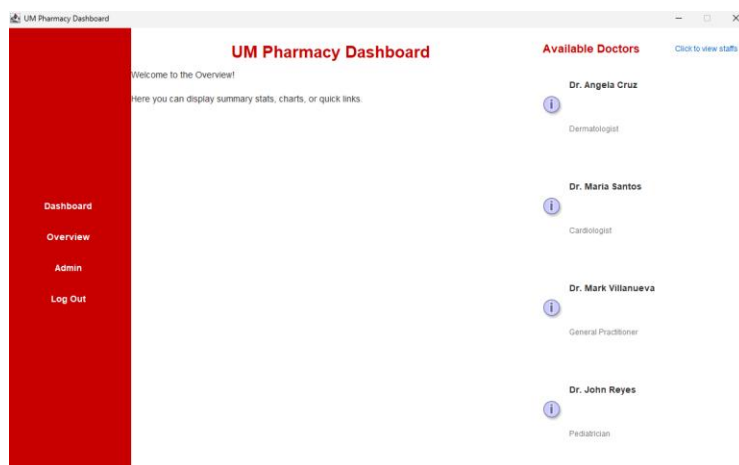 UM Pharmacy Dashboard
UM Pharmacy Dashboard
Welcome to the Overview!
Here you can display summary stats, charts, or quick links.
Dashboard
Overview
Admin
Log Out
Available Doctors
Click to view staffs
Dr. Angela Cruz
Dermatologist
Dr. Maria Santos
Cardiologist
Dr. Mark Villanueva
General Practitioner
Dr. John Reyes
Pediatrician